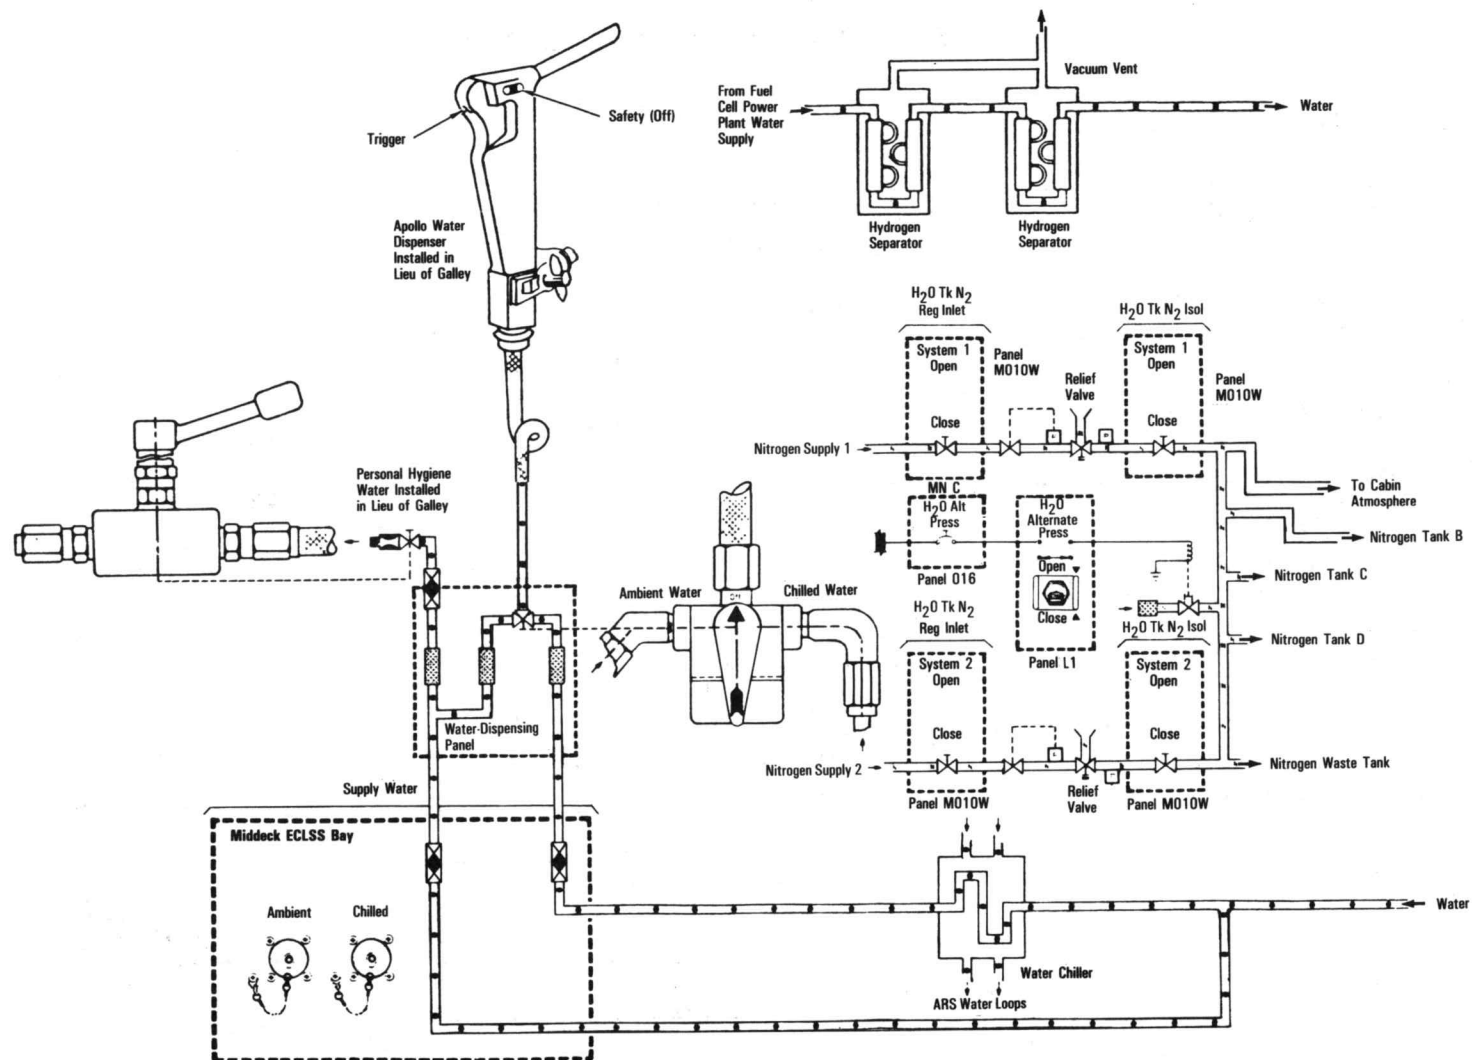 Vacuum Vent
From Fuel
Cell Power
Plant Water
Supply
Water
Safety (Off)
Trigger
Hydrogen
Separator
Hydrogen
Separator
Apollo Water
Dispenser
Installed in
Lieu of Galley
H2O Tk N2
Reg Inlet
H2O Tk N2 Isol
System 1
Open
Panel
MO10W
System 1
Open
Relief
Valve
Panel
MO10W
Close
Close
Nitrogen Supply 1
Personal Hygiene
Water Installed
in Lieu of Galley
MN C
To Cabin
Atmosphere
H2O Alt
Press
H2O
Alternate
Press
Nitrogen Tank B
Open
Panel O16
Nitrogen Tank C
Ambient Water
Chilled Water
H2O Tk N2
Reg Inlet
Close
H2O Tk N2 Isol
Nitrogen Tank D
Panel L1
System 2
Open
System 2
Open
Water-Dispensing
Panel
Close
Close
Nitrogen Supply 2
Nitrogen Waste Tank
Supply Water
Panel MO10W
Relief
Valve
Panel MO10W
Middeck ECLSS Bay
Ambient
Chilled
Water
Water Chiller
ARS Water Loops